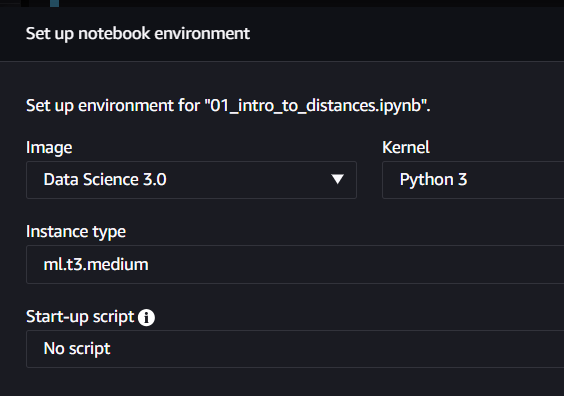 Set up notebook environment
Set up environment for "01_intro_to_distances.ipynb".
Image
Kernel
Data Science 3.0
Python 3
Instance type
ml.t3.medium
Start-up script
No script